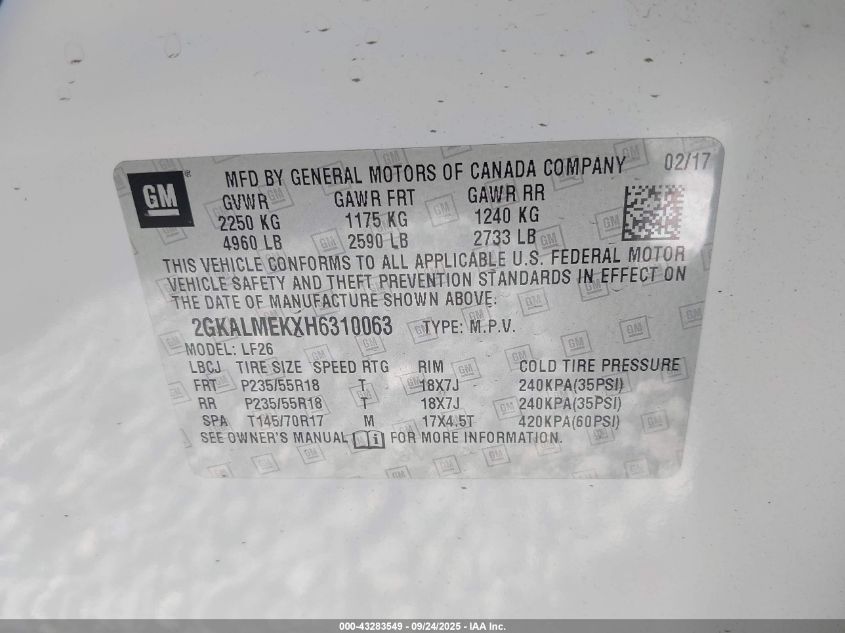 GM ® MFD BY GENERAL MOTORS OF CANADA COMPANY 02/17
GVWR GAWR FRT GAWR RR
2250 KG 1175 KG 1240 KG
4960 LB 2590 LB 2733 LB
THIS VEHICLE CONFORMS TO ALL APPLICABLE U.S. FEDERAL MOTOR
VEHICLE SAFETY AND THEFT PREVENTION STANDARDS IN EFFECT ON
THE DATE OF MANUFACTURE SHOWN ABOVE.
2GKALMEKXH6310063 TYPE: M.P.V.
MODEL: LF26
LBCJ TIRE SIZE SPEED RTG RIM COLD TIRE PRESSURE
FRT P235/55R18 T 18X7J 240KPA(35PSI)
RR P235/55R18 T 18X7J 240KPA(35PSI)
SPA T145/70R17 M 17X4.5T 420KPA(60PSI)
SEE OWNER'S MANUAL i FOR MORE INFORMATION.
000-43283549 - 09/24/2025 - IAA Inc.